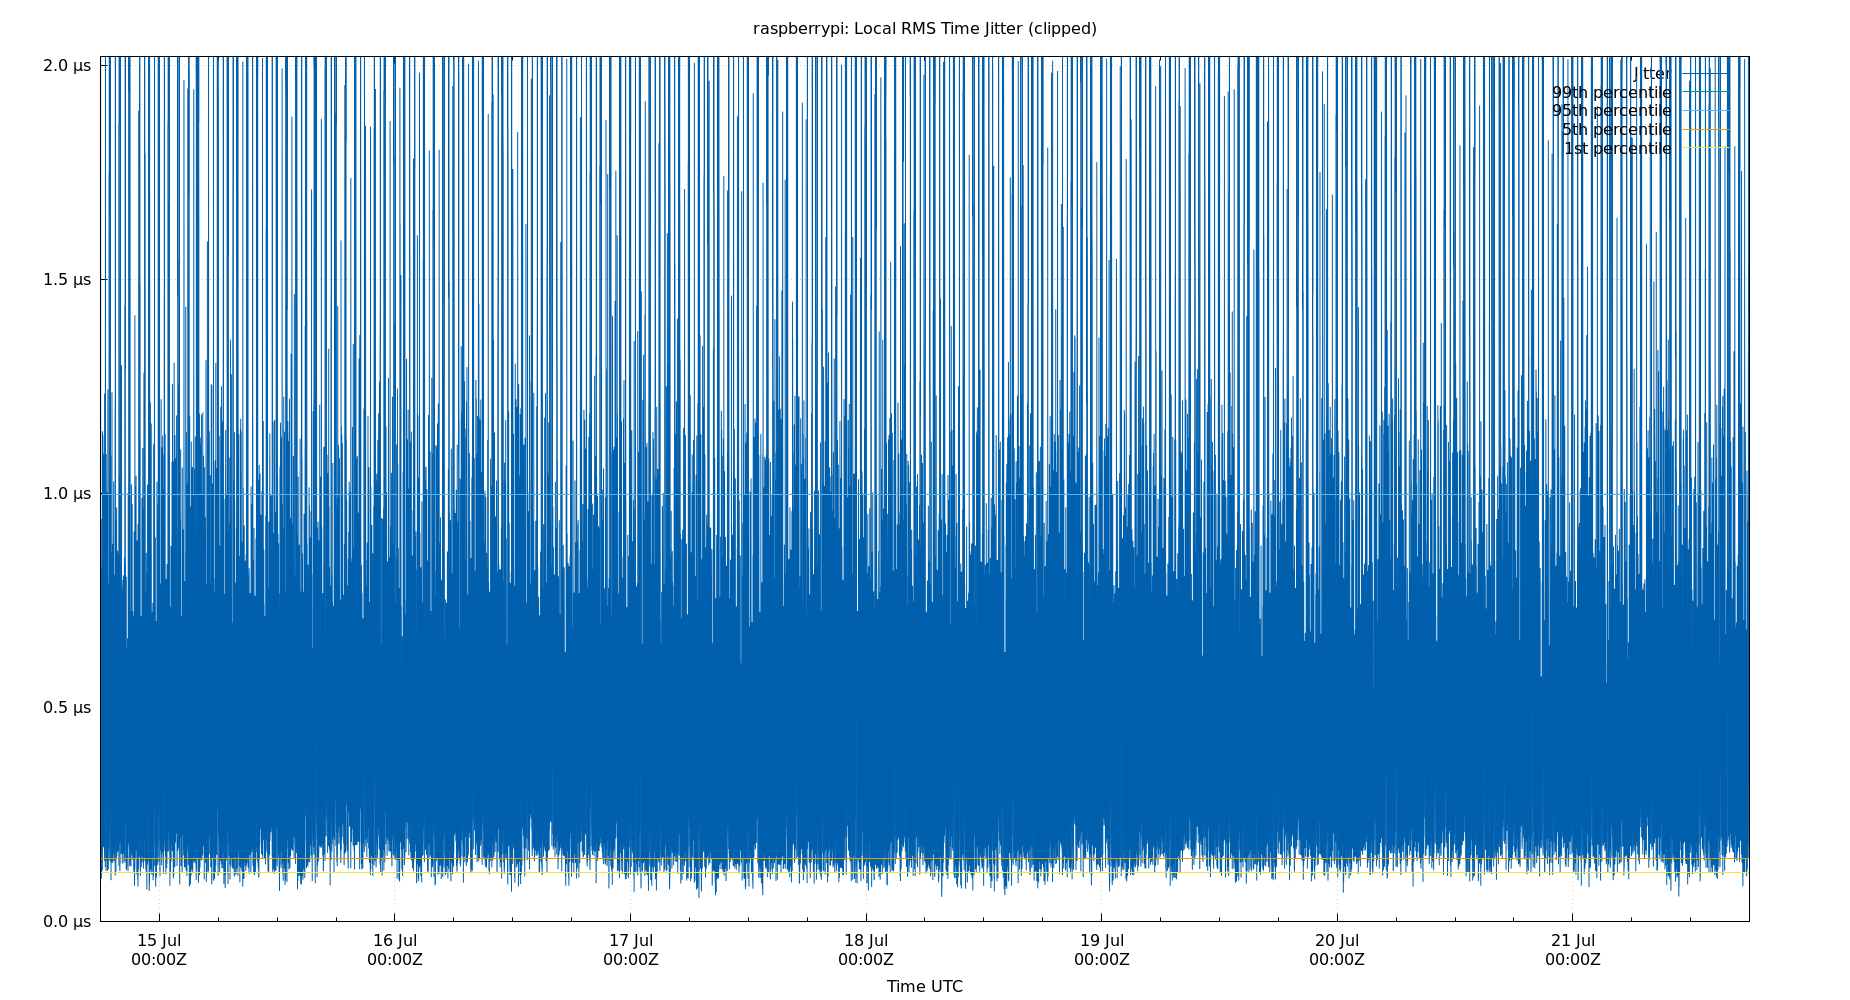 raspberrypi: Local RMS Time Jitter (clipped)
2.0 µs
1.5 µs
1.0 µs
0.5 µs
0.0 µs
Jitter
99th percentile
95th percentile
5th percentile
1st percentile
15 Jul 16 Jul 17 Jul 18 Jul 19 Jul 20 Jul 21 Jul
00:00Z 00:00Z 00:00Z 00:00Z 00:00Z 00:00Z 00:00Z
Time UTC